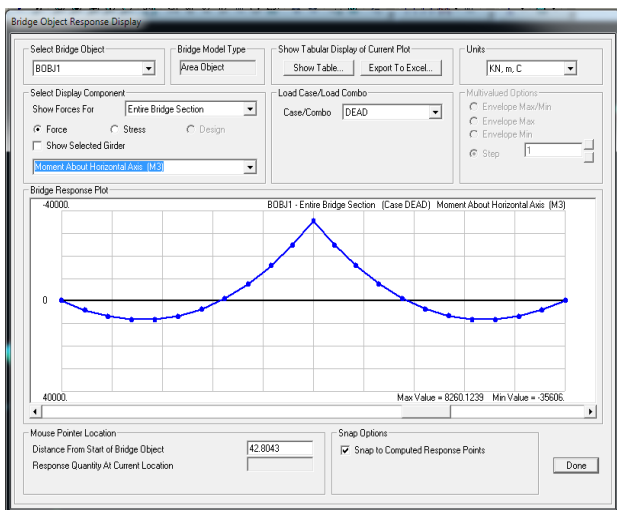 Bridge Object Response Display
Select Bridge Object
BOBJ1
Bridge Model Type
Area Object
Show Tabular Display of Current Plot
Show Table...
Export To Excel...
Units
KN, m, C
Select Display Component
Show Forces For
Entire Bridge Section
Force
Stress
Design
Show Selected Girder
Moment About Horizontal Axis (M3)
Load Case/Load Combo
Case/Combo
DEAD
Multivalued Options
Envelope Max/Min
Envelope Max
Envelope Min
Step
1
Bridge Response Plot
-40000.
BOBJ1 - Entire Bridge Section (Case DEAD) Moment About Horizontal Axis (M3)
0
40000.
Max Value = 8260.1239 Min Value = -35606.
Mouse Pointer Location
Distance From Start of Bridge Object
42.8043
Response Quantity At Current Location
Snap Options
Snap to Computed Response Points
Done